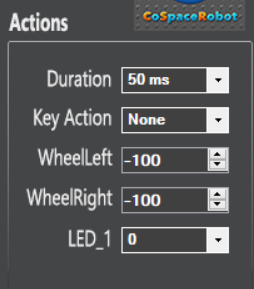 CoSpaceRobot
Actions
Duration 50 ms
Key Action None
WheelLeft -100
WheelRight -100
LED_1 0